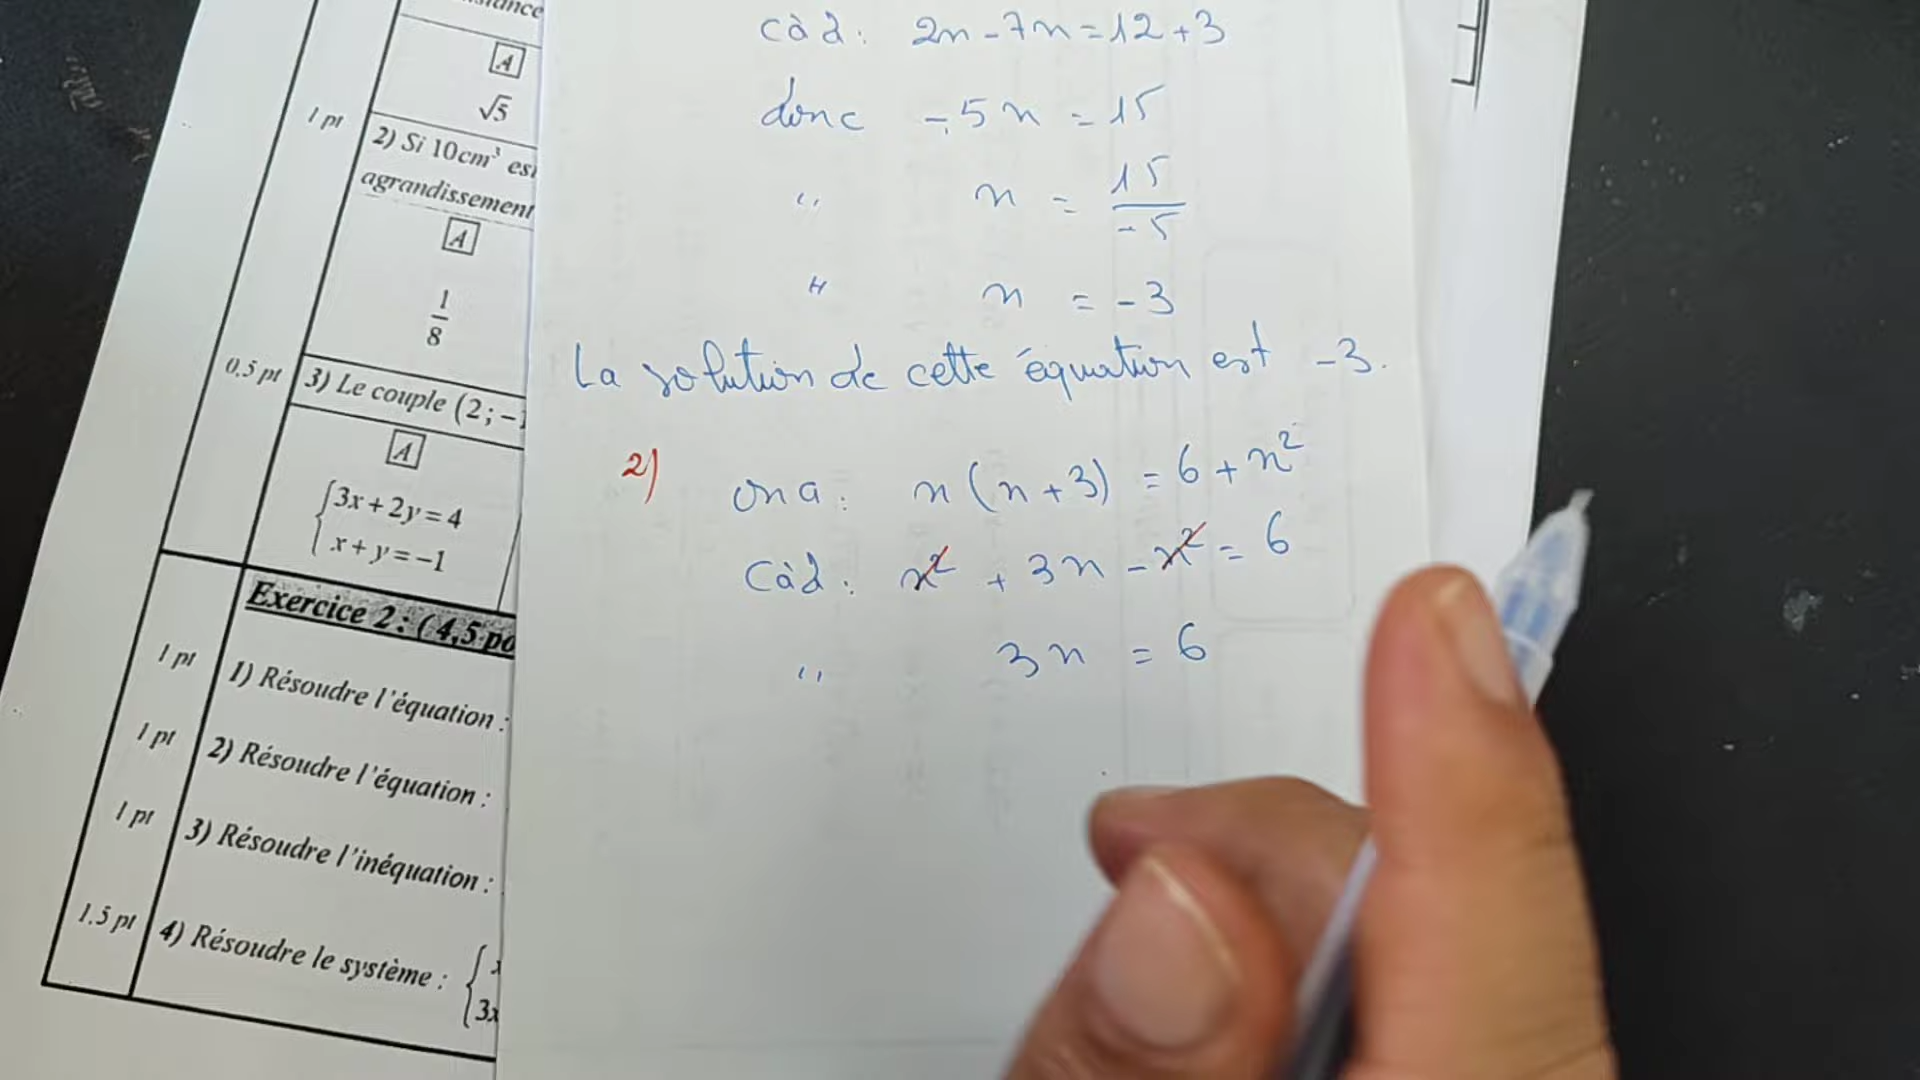 A
√5
1 pt
2) Si 10cm³
agrandissement
A
1/8
0,5 pt
3) Le couple (2 ; -1
A
3x + 2y = 4
x + y = -1
Exercice 2 : ( 4,5 po
1 pt
1) Résoudre l'équation :
1 pt
2) Résoudre l'équation :
1 pt
3) Résoudre l'inéquation :
1.5 pt
4) Résoudre le système :
3x
càd : 2x - 7x = 12 + 3
donc -5x = 15
" x = 15/-5
" x = -3
La solution de cette équation est -3.
2) on a : x (x + 3) = 6 + x²
Càd : x² + 3x - x² = 6
" 3x = 6